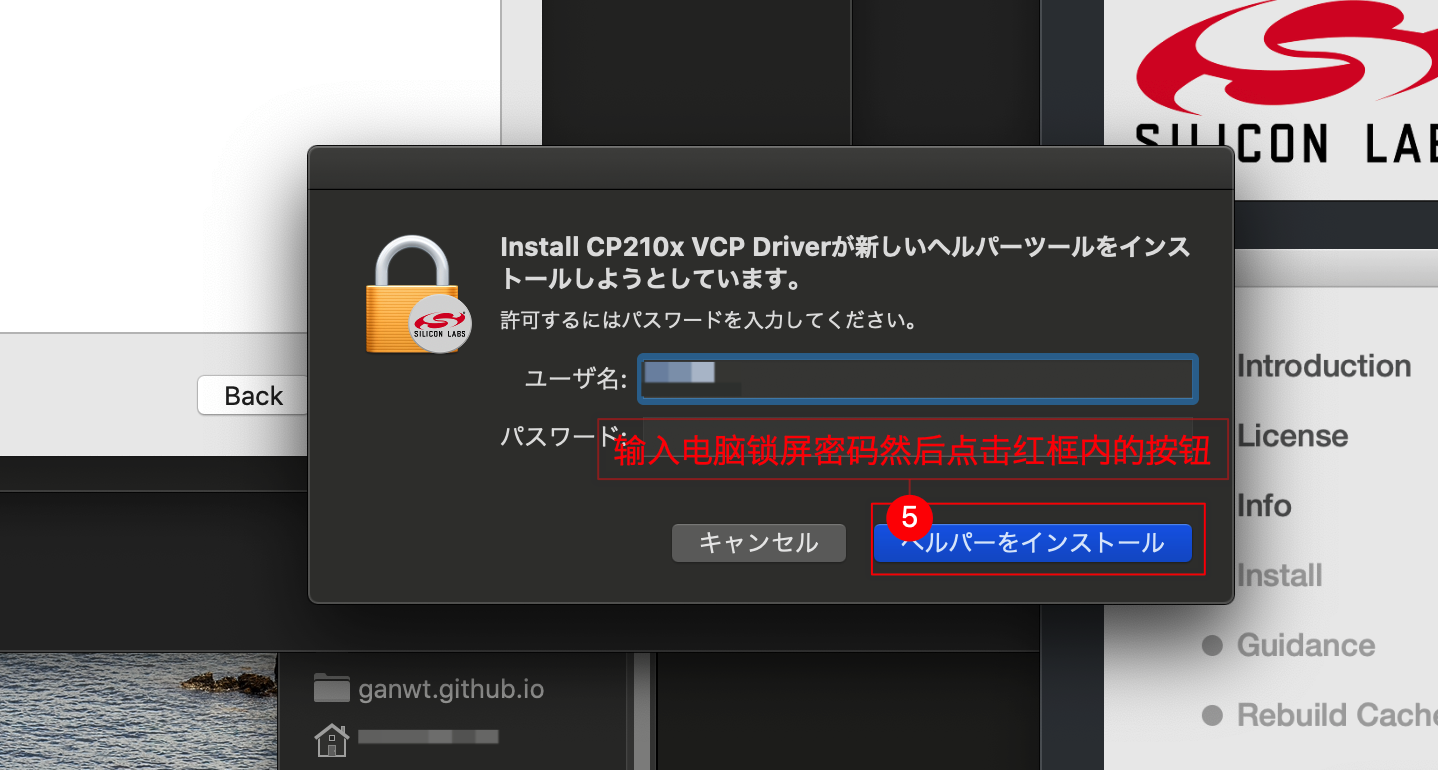 SILICON LAB
Install CP210x VCP Driverが新しいヘルパーツールをインス
トールしようとしています。
許可するにはパスワードを入力してください。
SILICON LABS
ユーザ名:
パスワード:
输入电脑锁屏密码然后点击红框内的按钮
5
キャンセル
ヘルパーをインストール
Back
Introduction
License
Info
Install
Guidance
Rebuild Cache
ganwt.github.io